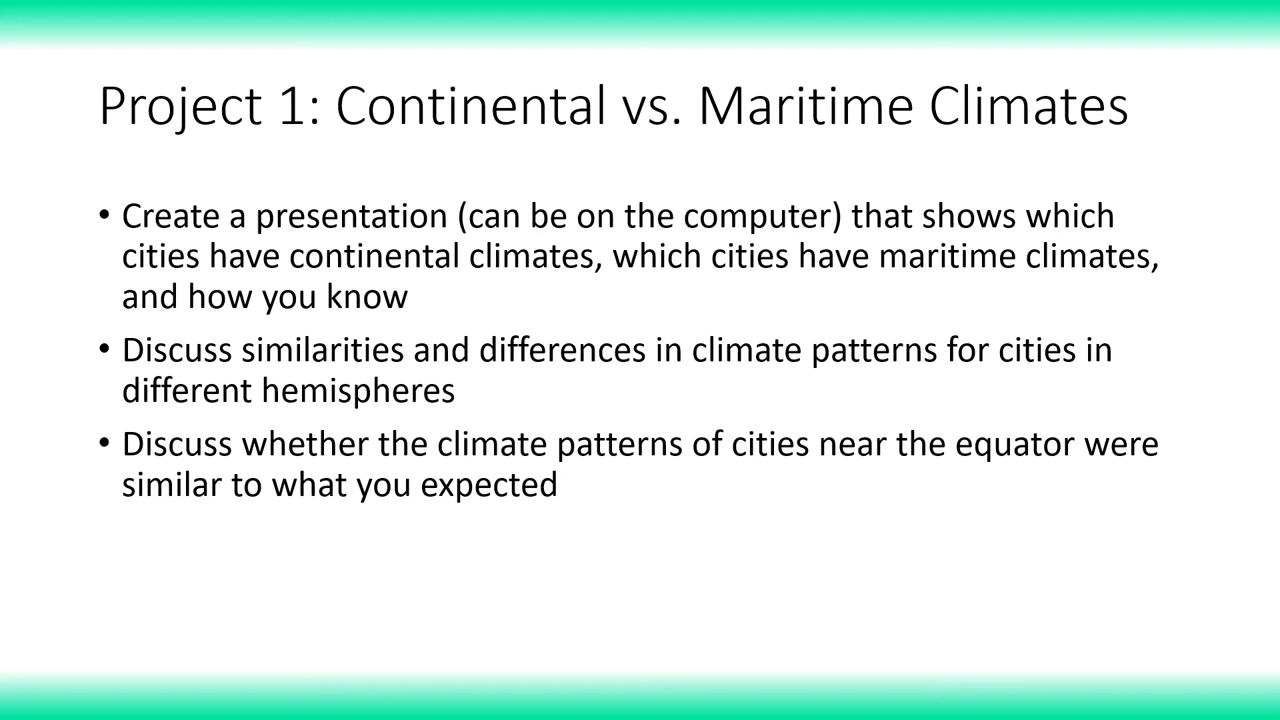 Project 1: Continental vs. Maritime Climates
• Create a presentation (can be on the computer) that shows which
cities have continental climates, which cities have maritime climates,
and how you know
• Discuss similarities and differences in climate patterns for cities in
different hemispheres
• Discuss whether the climate patterns of cities near the equator were
similar to what you expected